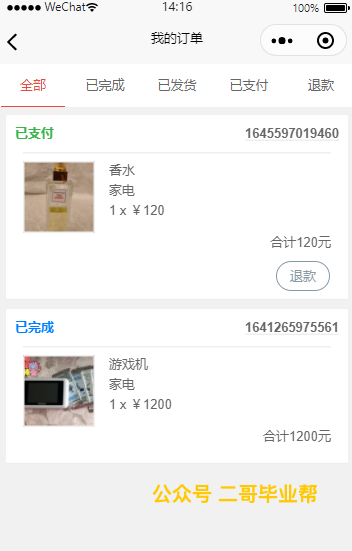 WeChat 14:16 100%
我的订单
全部 已完成 已发货 已支付 退款
已支付 1645597019460
香水
家电
1 x ￥120
合计120元
退款
已完成 1641265975561
游戏机
家电
1 x ￥1200
合计1200元
公众号 二哥毕业帮